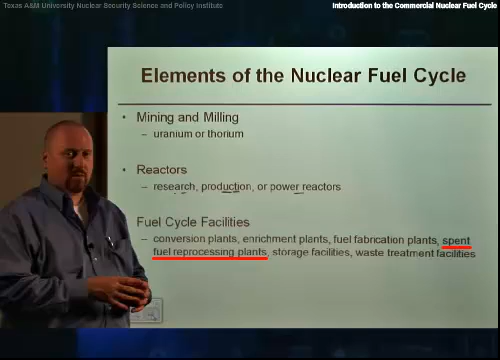 Texas A&M University Nuclear Security Science and Policy Institute
Introduction to the Commercial Nuclear Fuel Cycle
Elements of the Nuclear Fuel Cycle
• Mining and Milling
– uranium or thorium
• Reactors
– research, production, or power reactors
Fuel Cycle Facilities
– conversion plants, enrichment plants, fuel fabrication plants, spent
fuel reprocessing plants, storage facilities, waste treatment facilities